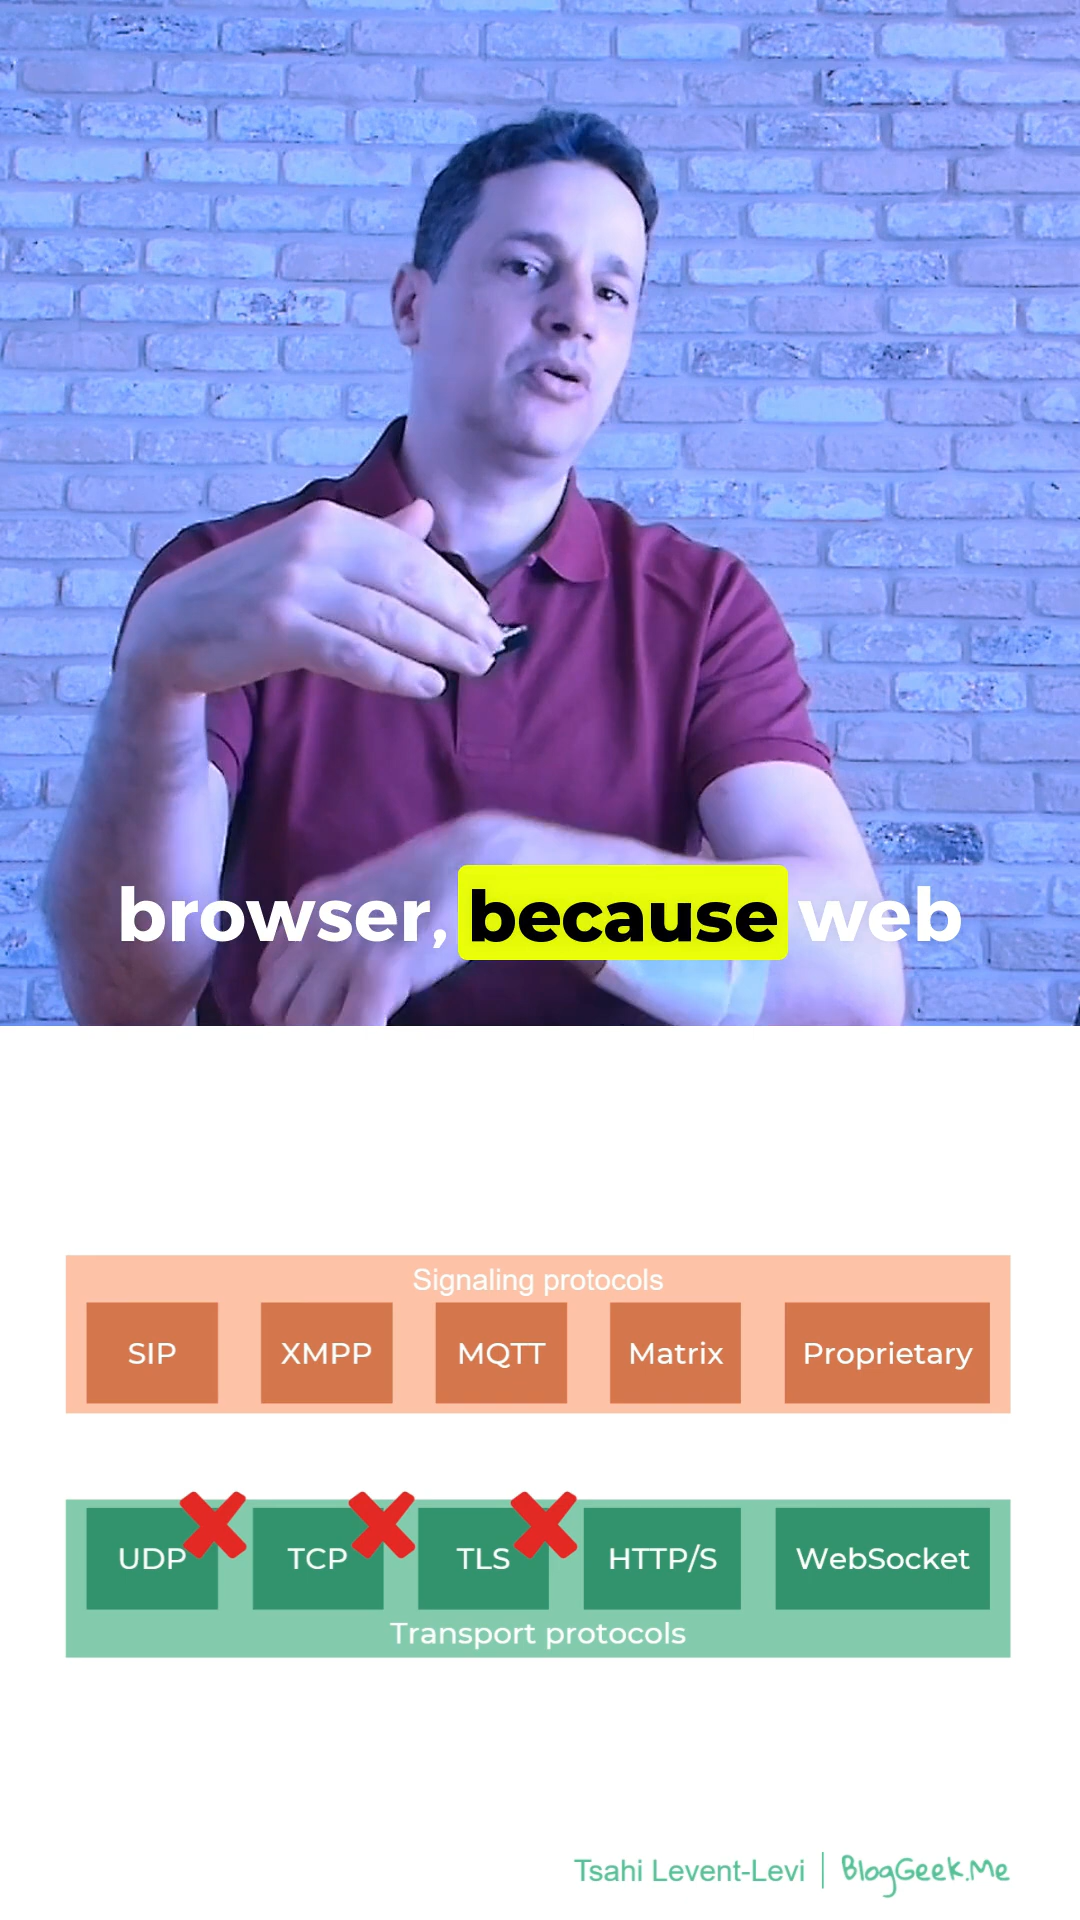 browser, because web
Signaling protocols
SIP XMPP MQTT Matrix Proprietary
UDP TCP TLS HTTP/S WebSocket
Transport protocols
Tsahi Levent-Levi | BlogGeek.Me